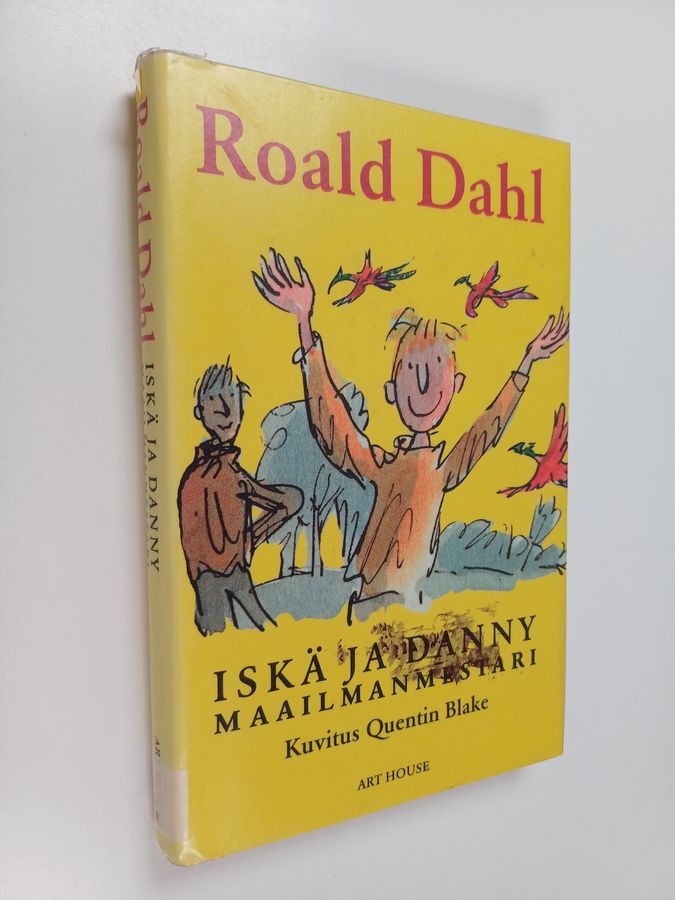 Roald Dahl
ISKÄ JA DANNY
MAAILMANMESTARI
Kuvitus Quentin Blake
ART HOUSE
Roald Dahl
ISKÄ JA DANNY